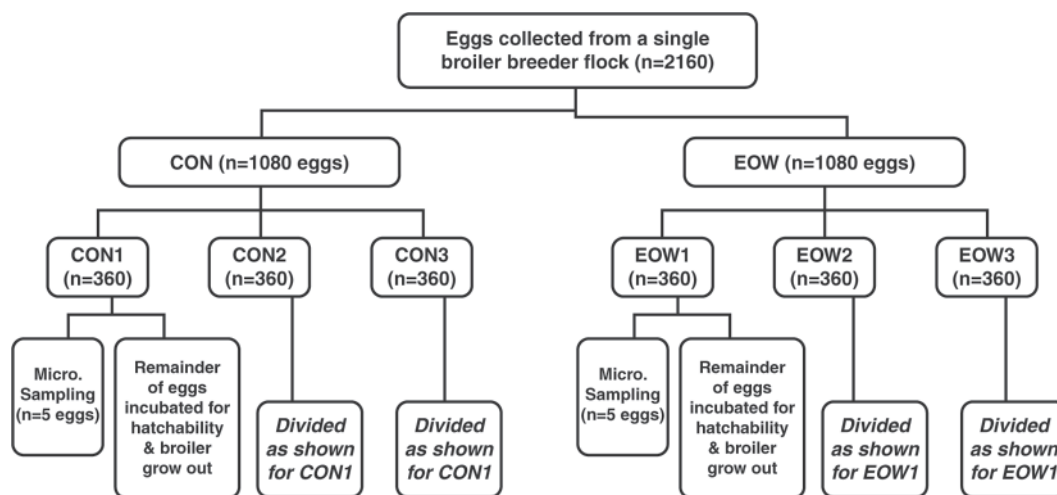 Eggs collected from a single
broiler breeder flock (n=2160)
CON (n=1080 eggs)
EOW (n=1080 eggs)
CON1
(n=360)
CON2
(n=360)
CON3
(n=360)
EOW1
(n=360)
EOW2
(n=360)
EOW3
(n=360)
Micro.
Sampling
(n=5 eggs)
Remainder
of eggs
incubated for
hatchability
& broiler
grow out
Divided
as shown
for CON1
Divided
as shown
for CON1
Micro.
Sampling
(n=5 eggs)
Remainder
of eggs
incubated for
hatchability
& broiler
grow out
Divided
as shown
for EOW1
Divided
as shown
for EOW1